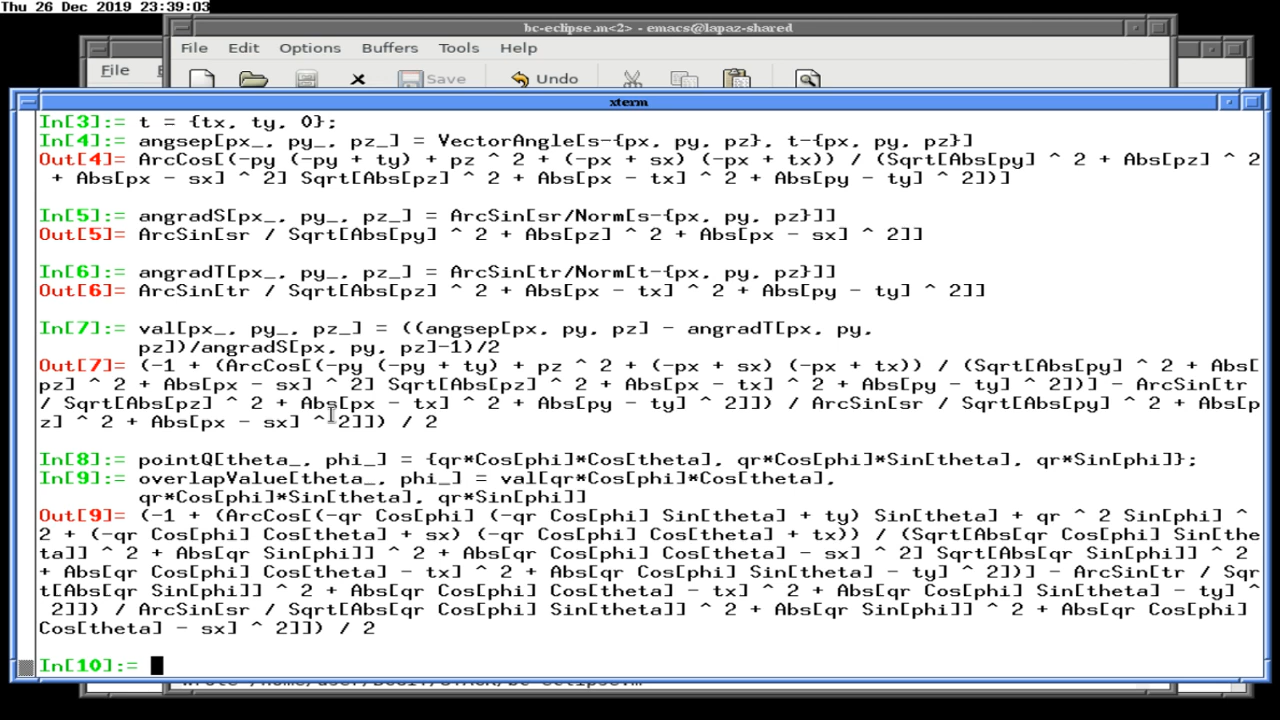 Thu 26 Dec 2019 23:39:03
bc-eclipse.m<2> - emacs@lapaz-shared
File Edit Options Buffers Tools Help
File
Save Undo
xterm
In[3]:= t = {tx, ty, 0};
In[4]:= angsep[px_, py_, pz_] = VectorAngle[s-{px, py, pz}, t-{px, py, pz}]
Out[4]= ArcCos[(-py (-py + ty) + pz ^ 2 + (-px + sx) (-px + tx)) / (Sqrt[Abs[py] ^ 2 + Abs[pz] ^ 2
+ Abs[px - sx] ^ 2] Sqrt[Abs[pz] ^ 2 + Abs[px - tx] ^ 2 + Abs[py - ty] ^ 2])]
In[5]:= angradS[px_, py_, pz_] = ArcSin[sr/Norm[s-{px, py, pz}]]
Out[5]= ArcSin[sr / Sqrt[Abs[py] ^ 2 + Abs[pz] ^ 2 + Abs[px - sx] ^ 2]]
In[6]:= angradT[px_, py_, pz_] = ArcSin[tr/Norm[t-{px, py, pz}]]
Out[6]= ArcSin[tr / Sqrt[Abs[pz] ^ 2 + Abs[px - tx] ^ 2 + Abs[py - ty] ^ 2]]
In[7]:= val[px_, py_, pz_] = ((angsep[px, py, pz] - angradT[px, py,
pz])/angradS[px, py, pz]-1)/2
Out[7]= (-1 + (ArcCos[(-py (-py + ty) + pz ^ 2 + (-px + sx) (-px + tx)) / (Sqrt[Abs[py] ^ 2 + Abs[
pz] ^ 2 + Abs[px - sx] ^ 2] Sqrt[Abs[pz] ^ 2 + Abs[px - tx] ^ 2 + Abs[py - ty] ^ 2])] - ArcSin[tr
/ Sqrt[Abs[pz] ^ 2 + Abs[px - tx] ^ 2 + Abs[py - ty] ^ 2]]) / ArcSin[sr / Sqrt[Abs[py] ^ 2 + Abs[p
z] ^ 2 + Abs[px - sx] ^ 2]]) / 2
In[8]:= pointQ[theta_, phi_] = {qr*Cos[phi]*Cos[theta], qr*Cos[phi]*Sin[theta], qr*Sin[phi]};
In[9]:= overlapValue[theta_, phi_] = val[qr*Cos[phi]*Cos[theta],
qr*Cos[phi]*Sin[theta], qr*Sin[phi]]
Out[9]= (-1 + (ArcCos[(-qr Cos[phi] (-qr Cos[phi] Sin[theta] + ty) Sin[theta] + qr ^ 2 Sin[phi] ^
2 + (-qr Cos[phi] Cos[theta] + sx) (-qr Cos[phi] Cos[theta] + tx)) / (Sqrt[Abs[qr Cos[phi] Sin[the
ta]] ^ 2 + Abs[qr Sin[phi]] ^ 2 + Abs[qr Cos[phi] Cos[theta] - sx] ^ 2] Sqrt[Abs[qr Sin[phi]] ^ 2
+ Abs[qr Cos[phi] Cos[theta] - tx] ^ 2 + Abs[qr Cos[phi] Sin[theta] - ty] ^ 2])] - ArcSin[tr / Sqr
t[Abs[qr Sin[phi]] ^ 2 + Abs[qr Cos[phi] Cos[theta] - tx] ^ 2 + Abs[qr Cos[phi] Sin[theta] - ty] ^
2]]) / ArcSin[sr / Sqrt[Abs[qr Cos[phi] Sin[theta]] ^ 2 + Abs[qr Sin[phi]] ^ 2 + Abs[qr Cos[phi]
Cos[theta] - sx] ^ 2]]) / 2
In[10]:=